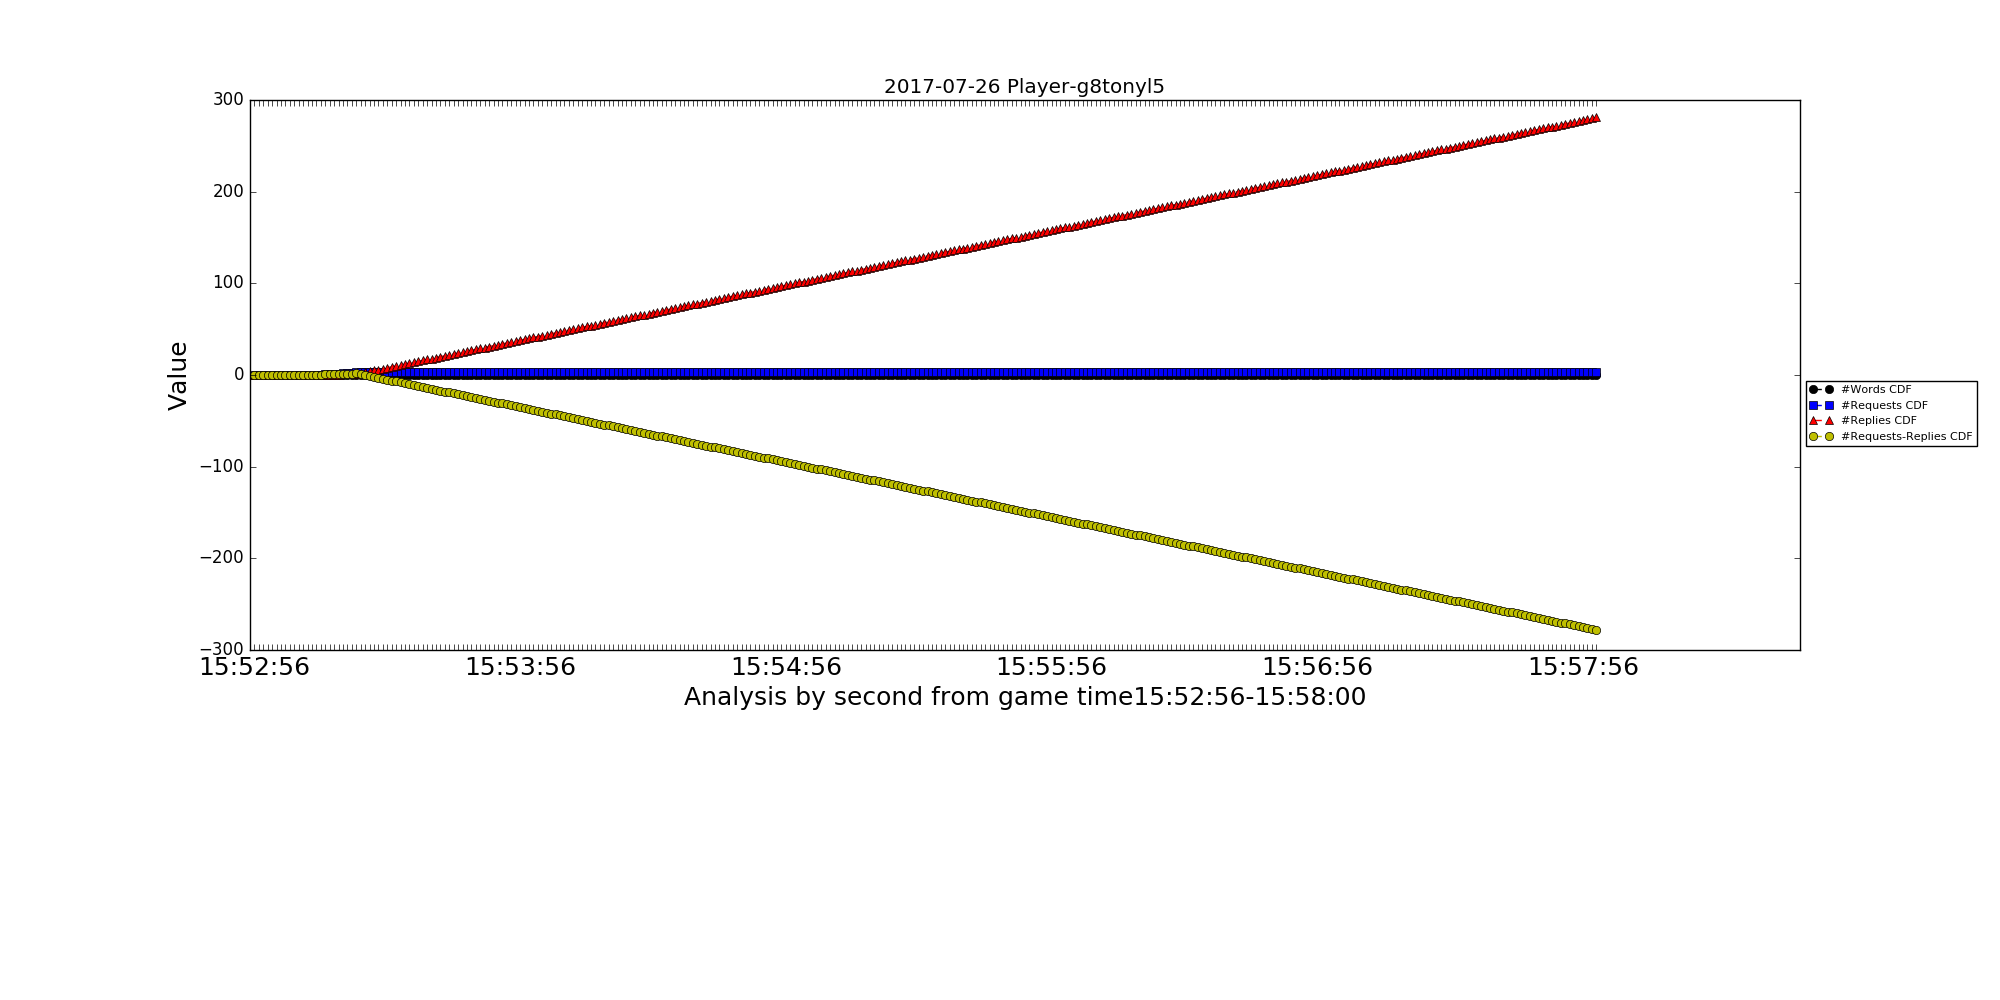 2017-07-26 Player-g8tonyl5
300
200
100
0
−100
−200
−300
Value
15:52:56 15:53:56 15:54:56 15:55:56 15:56:56 15:57:56
Analysis by second from game time15:52:56-15:58:00
#Words CDF
#Requests CDF
#Replies CDF
#Requests-Replies CDF